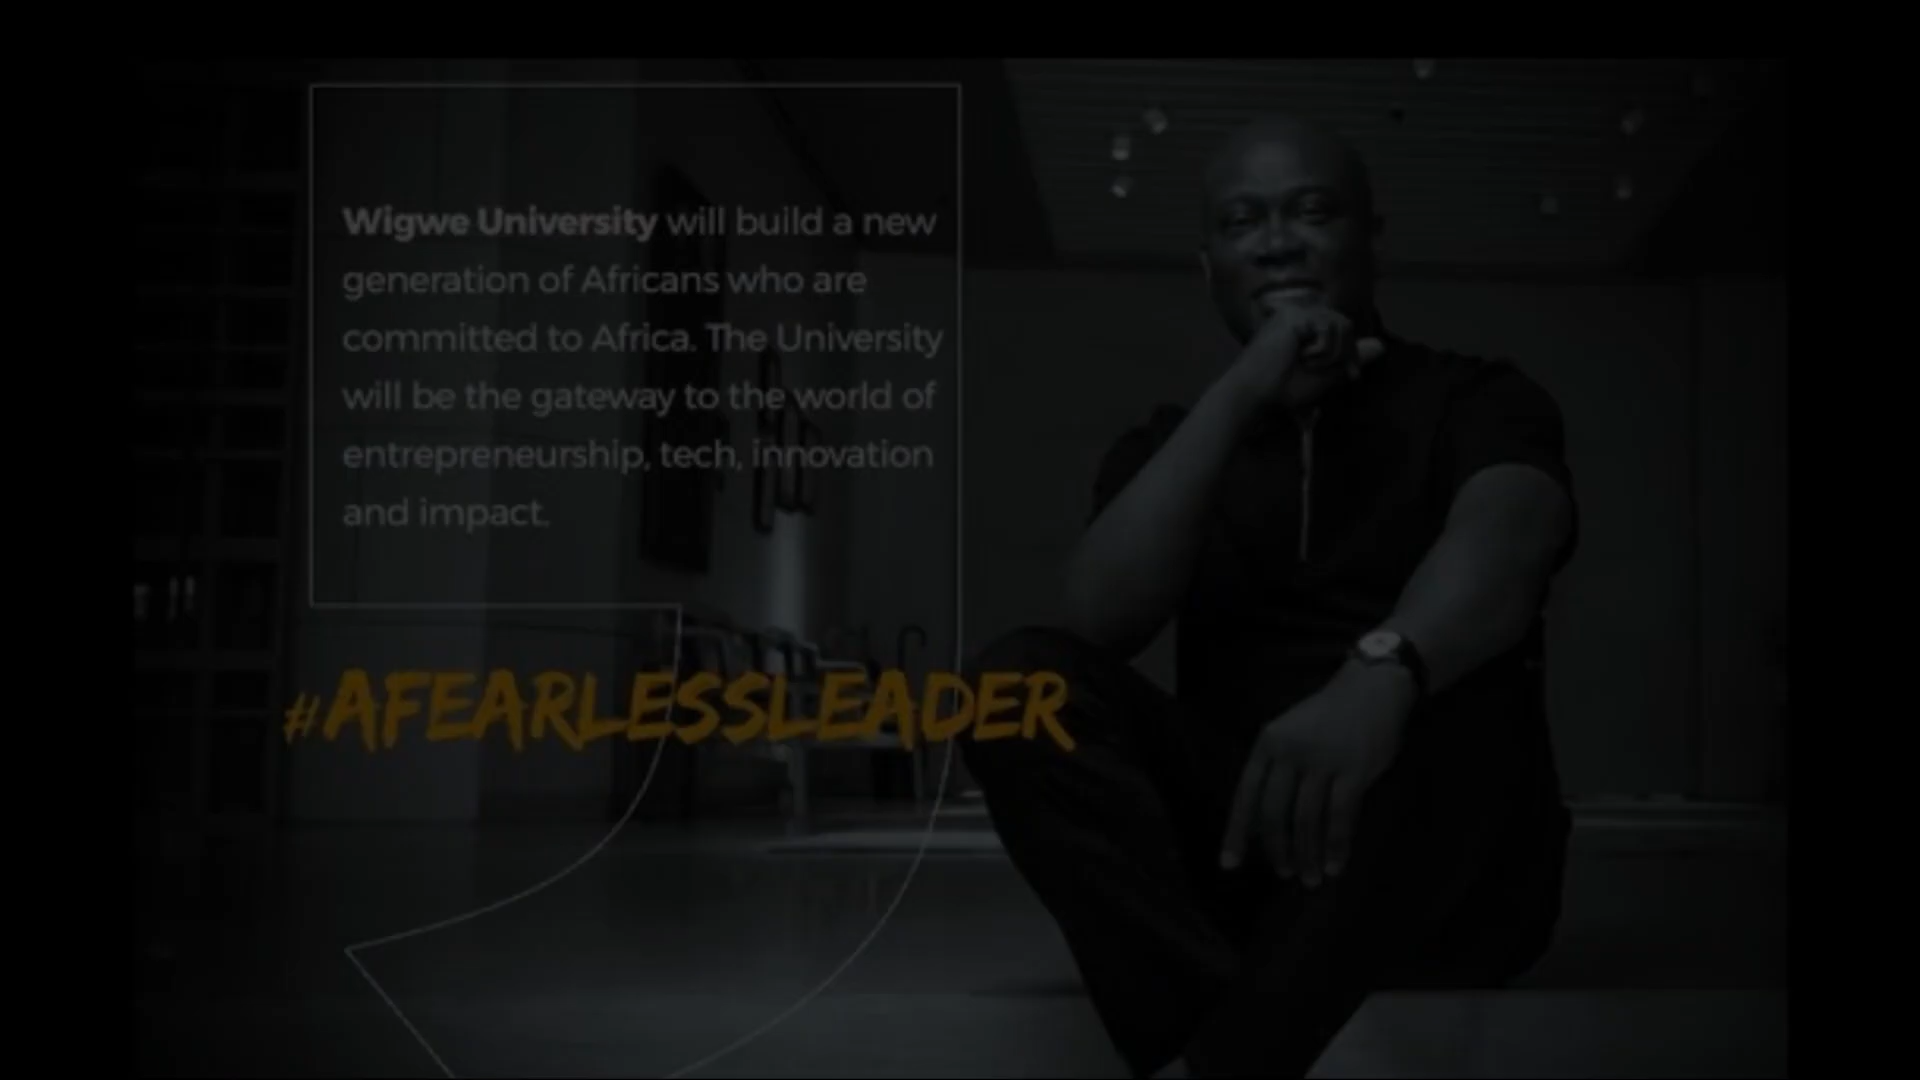 Wigwe University will build a new
generation of Africans who are
committed to Africa. The University
will be the gateway to the world of
entrepreneurship, tech, innovation
and impact.
#AFEARLESSLEADER